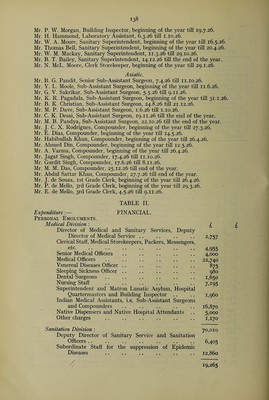 138
Mr. P. W. Morgan, Building Inspector, beginning of the year till 19.7.26.
Mr. H. Hammond, Laboratory Assistant, 6.5.26 till 1.10.26.
Mr. W. A. Moore, Sanitary Superintendent, beginning of the year till 16.5.26.
Mr. Thomas Bell, Sanitary Superintendent, beginning of the year till 20.4.26.
Mr. W. M. Mackay, Sanitary Superintendent, 11.3.26 till 29.10.26.
Mr. B. T. Bailey, Sanitary Superintendent, 14.12.26 till the end of the year.
Mr. N. McL. Moore, Clerk Storekeeper, beginning of the year till 29.1.26.
Asiatic.
Mr. B. G. Pandit, Senior Sub-Assistant Surgeon, 7.4.26 till 11.10.26.
Mr. Y. L. Mode, Sub-Assistant Surgeon, beginning of the year till 11.6.26.
Mr. G. V. Sakrikar, Sub-Assistant Surgeon, 5.5.26 till 9.11.26.
Mr. K. R. Tegadala, Sub-Assistant Surgeon, beginning of the year till 31.1.26.
Mr. B. K. Christian, Sub-Assistant Surgeon, 24.8.26 till 21.12.26.
Mr. M. P. Dave, Sub-Assistant Surgeon, 1.6.26 till 1.10.26.
Mr. C. K. Desai, Sub-Assistant Surgeon, 19.11.26 till the end of the year.
Mr. M. B. Pandya, Sub-Assistant Surgeon, 22.10.26 till the end of the year.
Mr. J. C. X. Rodrigues, Compounder, beginning of the year till 27.3.26.
Mr. E. Dias, Compounder, beginning of the year till 14.5.26.
Mr. Habibullah Khan, Compounder, beginning of the year till 26.4.26.
Mr. Ahmed Din, Compounder, beginning of the year till 12.5.26.
Mr. A. Varma, Compounder, beginning of the year till 26.4.26.
Mr. Jagat Singh, Compounder, 17.4.26 till 11.10.26.
Mr. Gurdit Singh, Compounder, 17.6.26 till 8.12.26.
Mr. M. M. Din, Compounder, 23.12.26 till end of the year.
Mr. Abdul Sattar Khan, Compounder, 27.7.26 till end of the year.
Mr. J. de Souza, 1st Grade Clerk, beginning of the year till 26.4.26.
Mr. P. de Mello, 3rd Grade Clerk, beginning of the year till 29.3.26.
Mr. E. de Mello, 3rd Grade Clerk, 4.5.26 till 9.11.26.
TABLE II.
Expenditure :— FINANCIAL.
PERSONAL EMOLUMENTS. £ £
Medical Division :
Director of Medical and Sanitary Services, Deputy
Director of Medical Service .. 2,757
Clerical Staff, Medical Storekeepers, Packers, Messengers,
etc. 4,955
Senior Medical Officers 4,000
Medical Officers 22,740
Venereal Diseases Officer 875
Sleeping Sickness Officer 980
Dental Surgeons 1,650
Nursing Staff 7,295
Superintendent and Matron Lunatic Asylum, Hospital
Quartermasters and Building Inspector 1,960
Indian Medical Assistants, i.e. Sub-Assistant Surgeons
and Compounders 16,870
Native Dispensers and Native Hospital Attendants 5,000
Other charges 1,170
70,010
Sanitation Division :
Deputy Director of Sanitary Service and Sanitation
Officers .. 6,405
Subordinate Staff for the suppression of Epidemic
Diseases 12,860
19,265